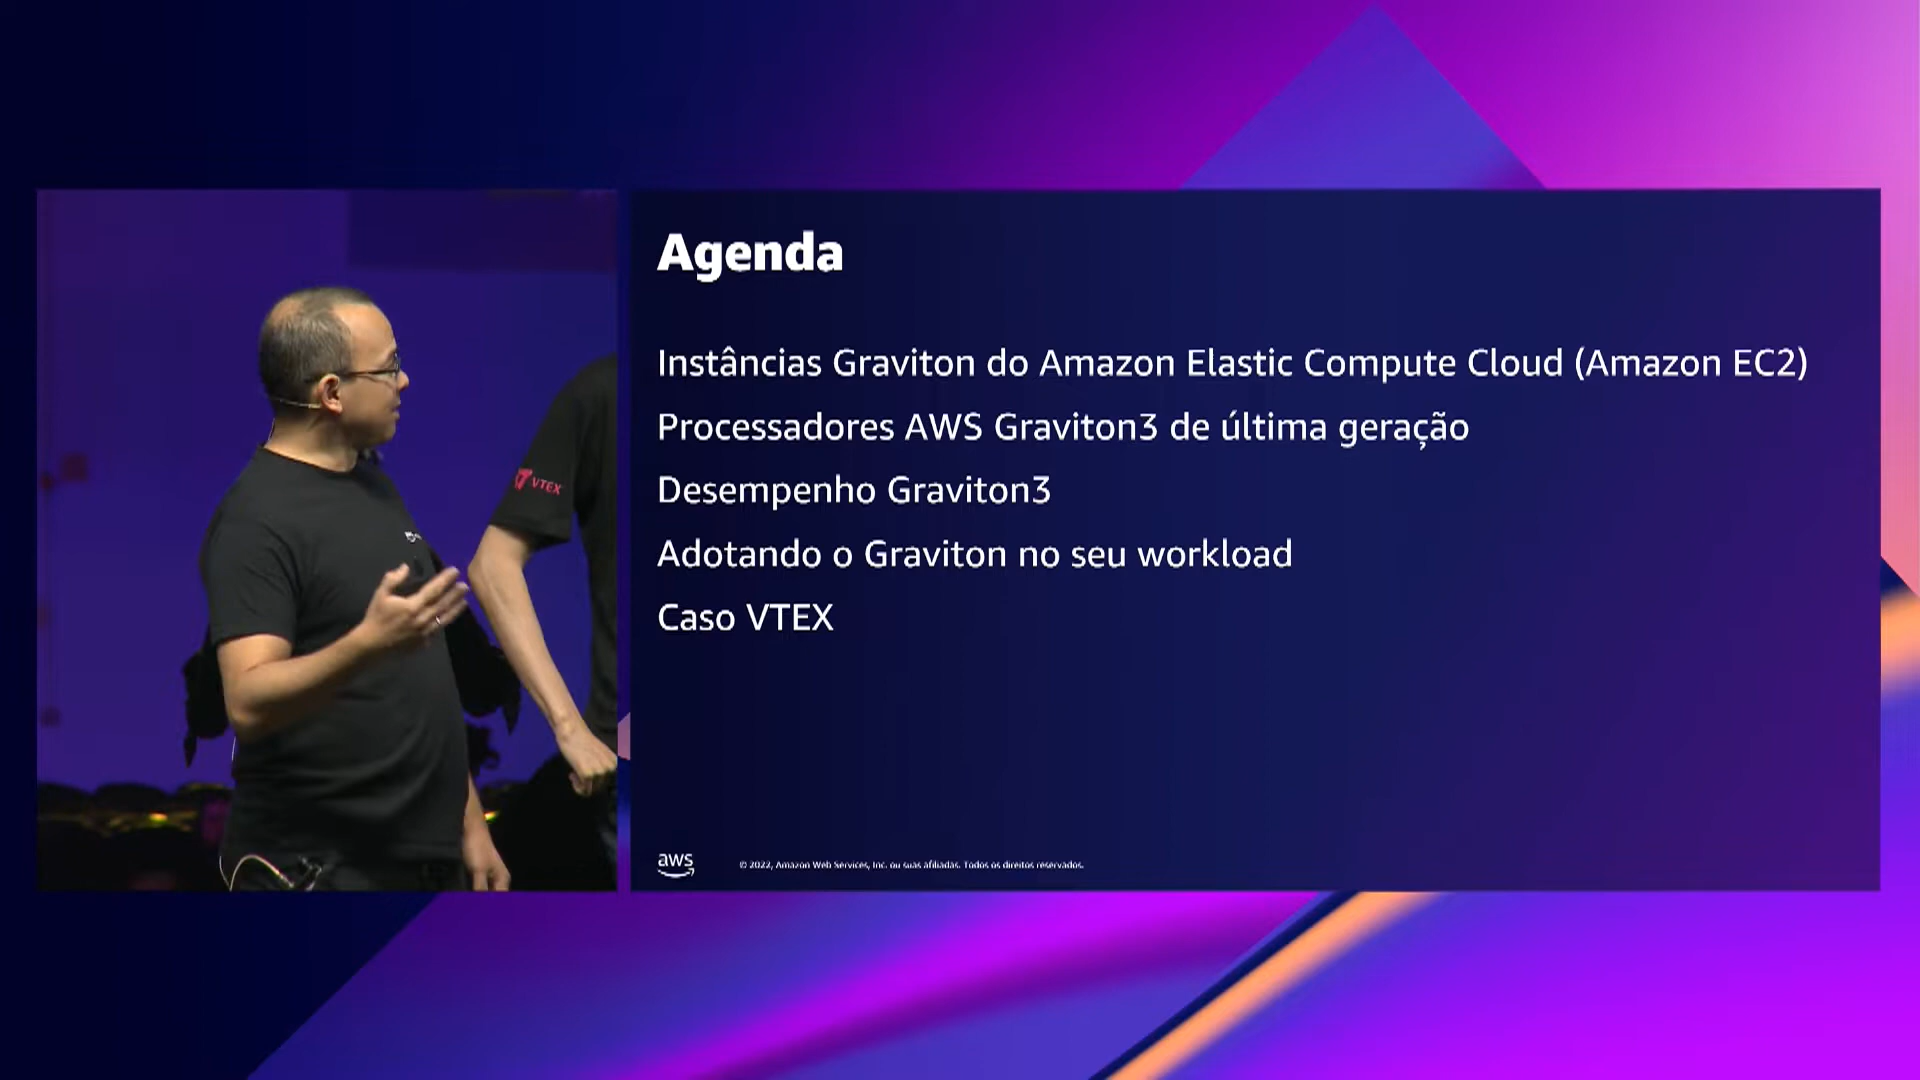 Agenda
Instâncias Graviton do Amazon Elastic Compute Cloud (Amazon EC2)
Processadores AWS Graviton3 de última geração
Desempenho Graviton3
Adotando o Graviton no seu workload
Caso VTEX
VTEX
aws
© 2022, Amazon Web Services, Inc. ou suas afiliadas. Todos os direitos reservados.